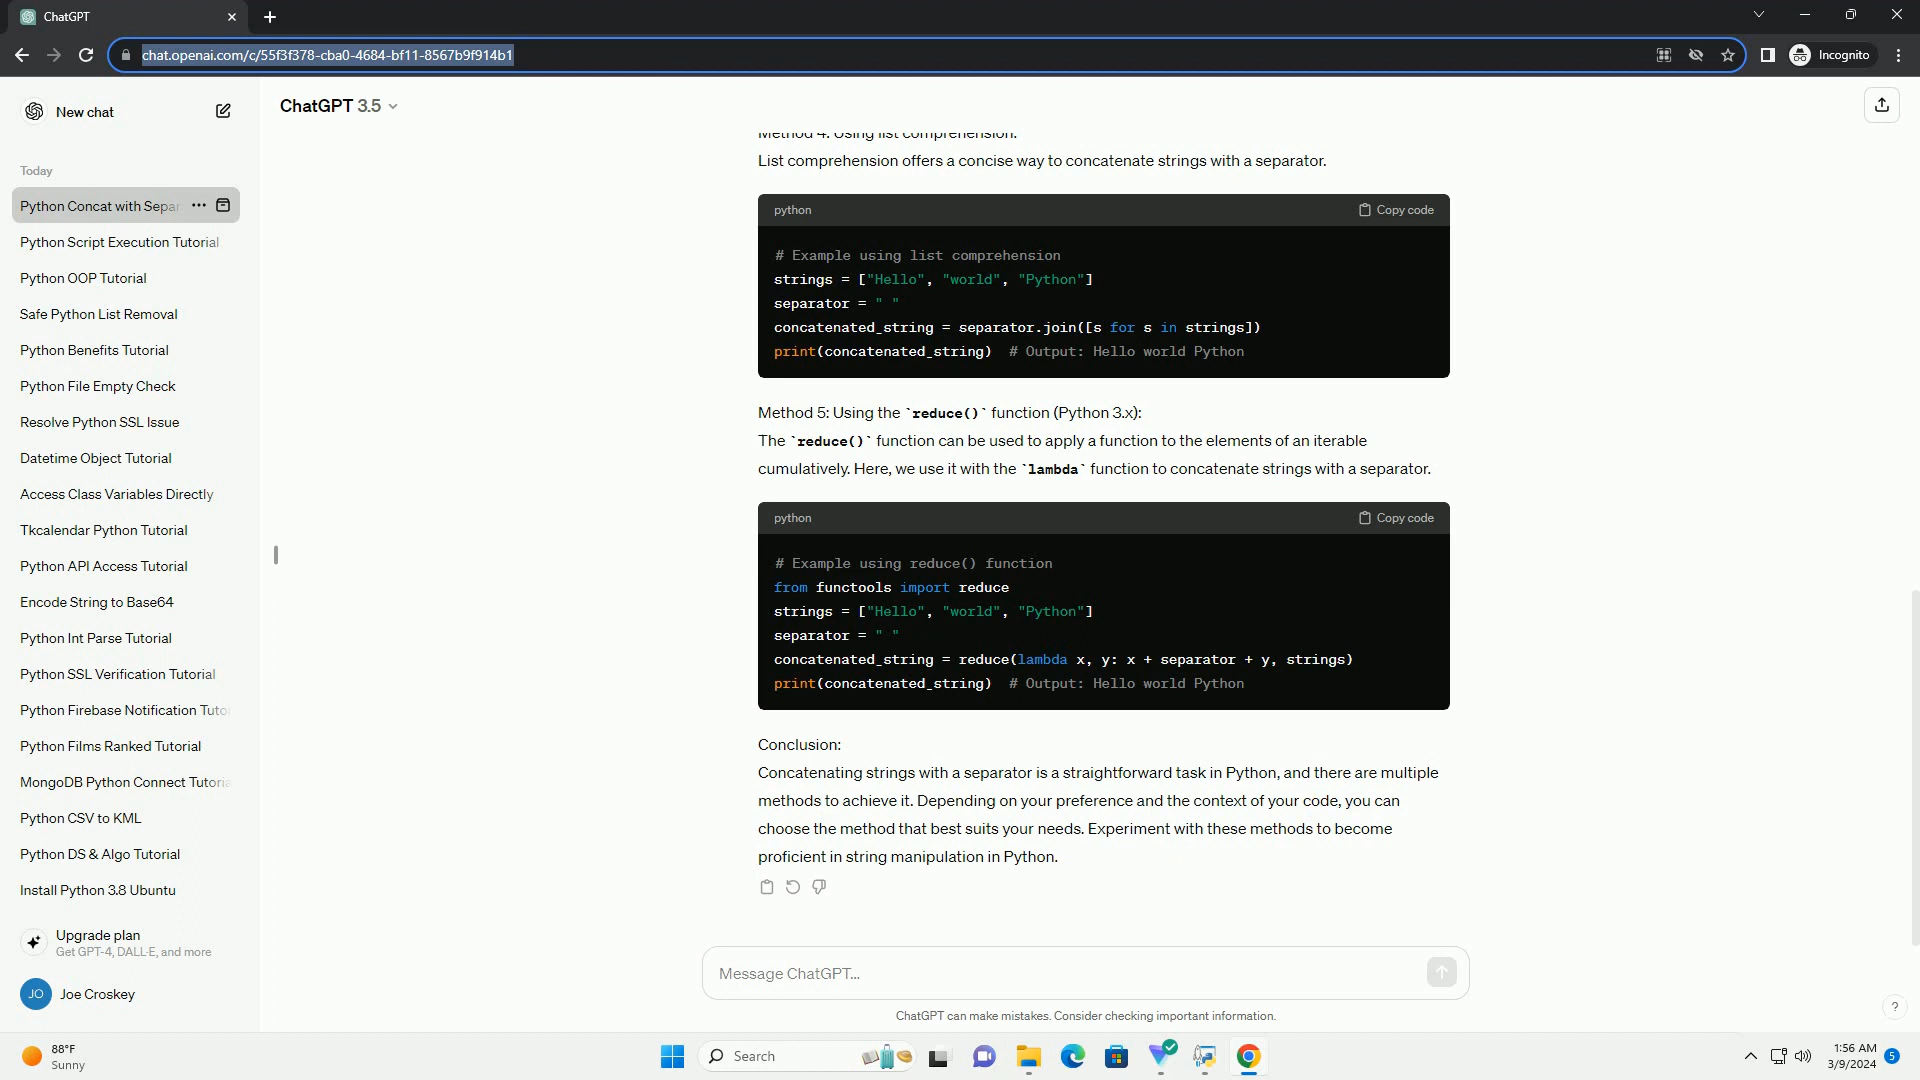 ChatGPT
chat.openai.com/c/55f3f378-cba0-4684-bf11-8567b9f914b1
Incognito
New chat
ChatGPT 3.5
Today
Python Concat with Separ
Python Script Execution Tutorial
Python OOP Tutorial
Safe Python List Removal
Python Benefits Tutorial
Python File Empty Check
Resolve Python SSL Issue
Datetime Object Tutorial
Access Class Variables Directly
Tkcalendar Python Tutorial
Python API Access Tutorial
Encode String to Base64
Python Int Parse Tutorial
Python SSL Verification Tutorial
Python Firebase Notification Tuto
Python Films Ranked Tutorial
MongoDB Python Connect Tutoria
Python CSV to KML
Python DS & Algo Tutorial
Install Python 3.8 Ubuntu
Upgrade plan
Get GPT-4, DALL·E, and more
JO Joe Croskey
Method 4: Using list comprehension:
List comprehension offers a concise way to concatenate strings with a separator.
python Copy code
# Example using list comprehension
strings = ["Hello", "world", "Python"]
separator = " "
concatenated_string = separator.join([s for s in strings])
print(concatenated_string)  # Output: Hello world Python
Method 5: Using the `reduce()` function (Python 3.x):
The `reduce()` function can be used to apply a function to the elements of an iterable
cumulatively. Here, we use it with the `lambda` function to concatenate strings with a separator.
python Copy code
# Example using reduce() function
from functools import reduce
strings = ["Hello", "world", "Python"]
separator = " "
concatenated_string = reduce(lambda x, y: x + separator + y, strings)
print(concatenated_string)  # Output: Hello world Python
Conclusion:
Concatenating strings with a separator is a straightforward task in Python, and there are multiple
methods to achieve it. Depending on your preference and the context of your code, you can
choose the method that best suits your needs. Experiment with these methods to become
proficient in string manipulation in Python.
Message ChatGPT...
ChatGPT can make mistakes. Consider checking important information.
?
88°F
Sunny
Search
1:56 AM
3/9/2024
5